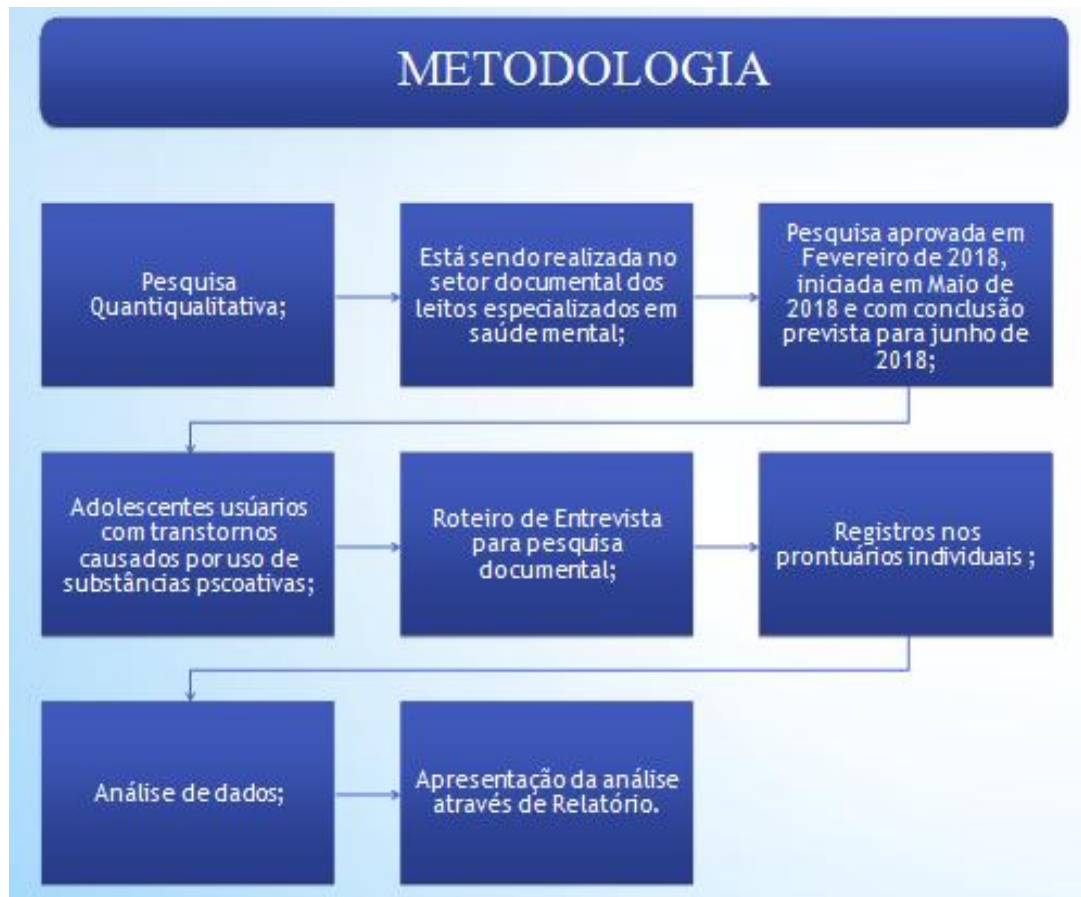 METODOLOGIA
Pesquisa
Quantiqualitativa;
Está sendo realizada no
setor documental dos
leitos especializados em
saúde mental;
Pesquisa aprovada em
Fevereiro de 2018,
iniciada em Maio de
2018 e com conclusão
prevista para junho de
2018;
Adolescentes usúarios
com transtornos
causados por uso de
substâncias pscoativas;
Roteiro de Entrevista
para pesquisa
documental;
Registros nos
prontuários individuais ;
Análise de dados;
Apresentação da análise
através de Relatório.